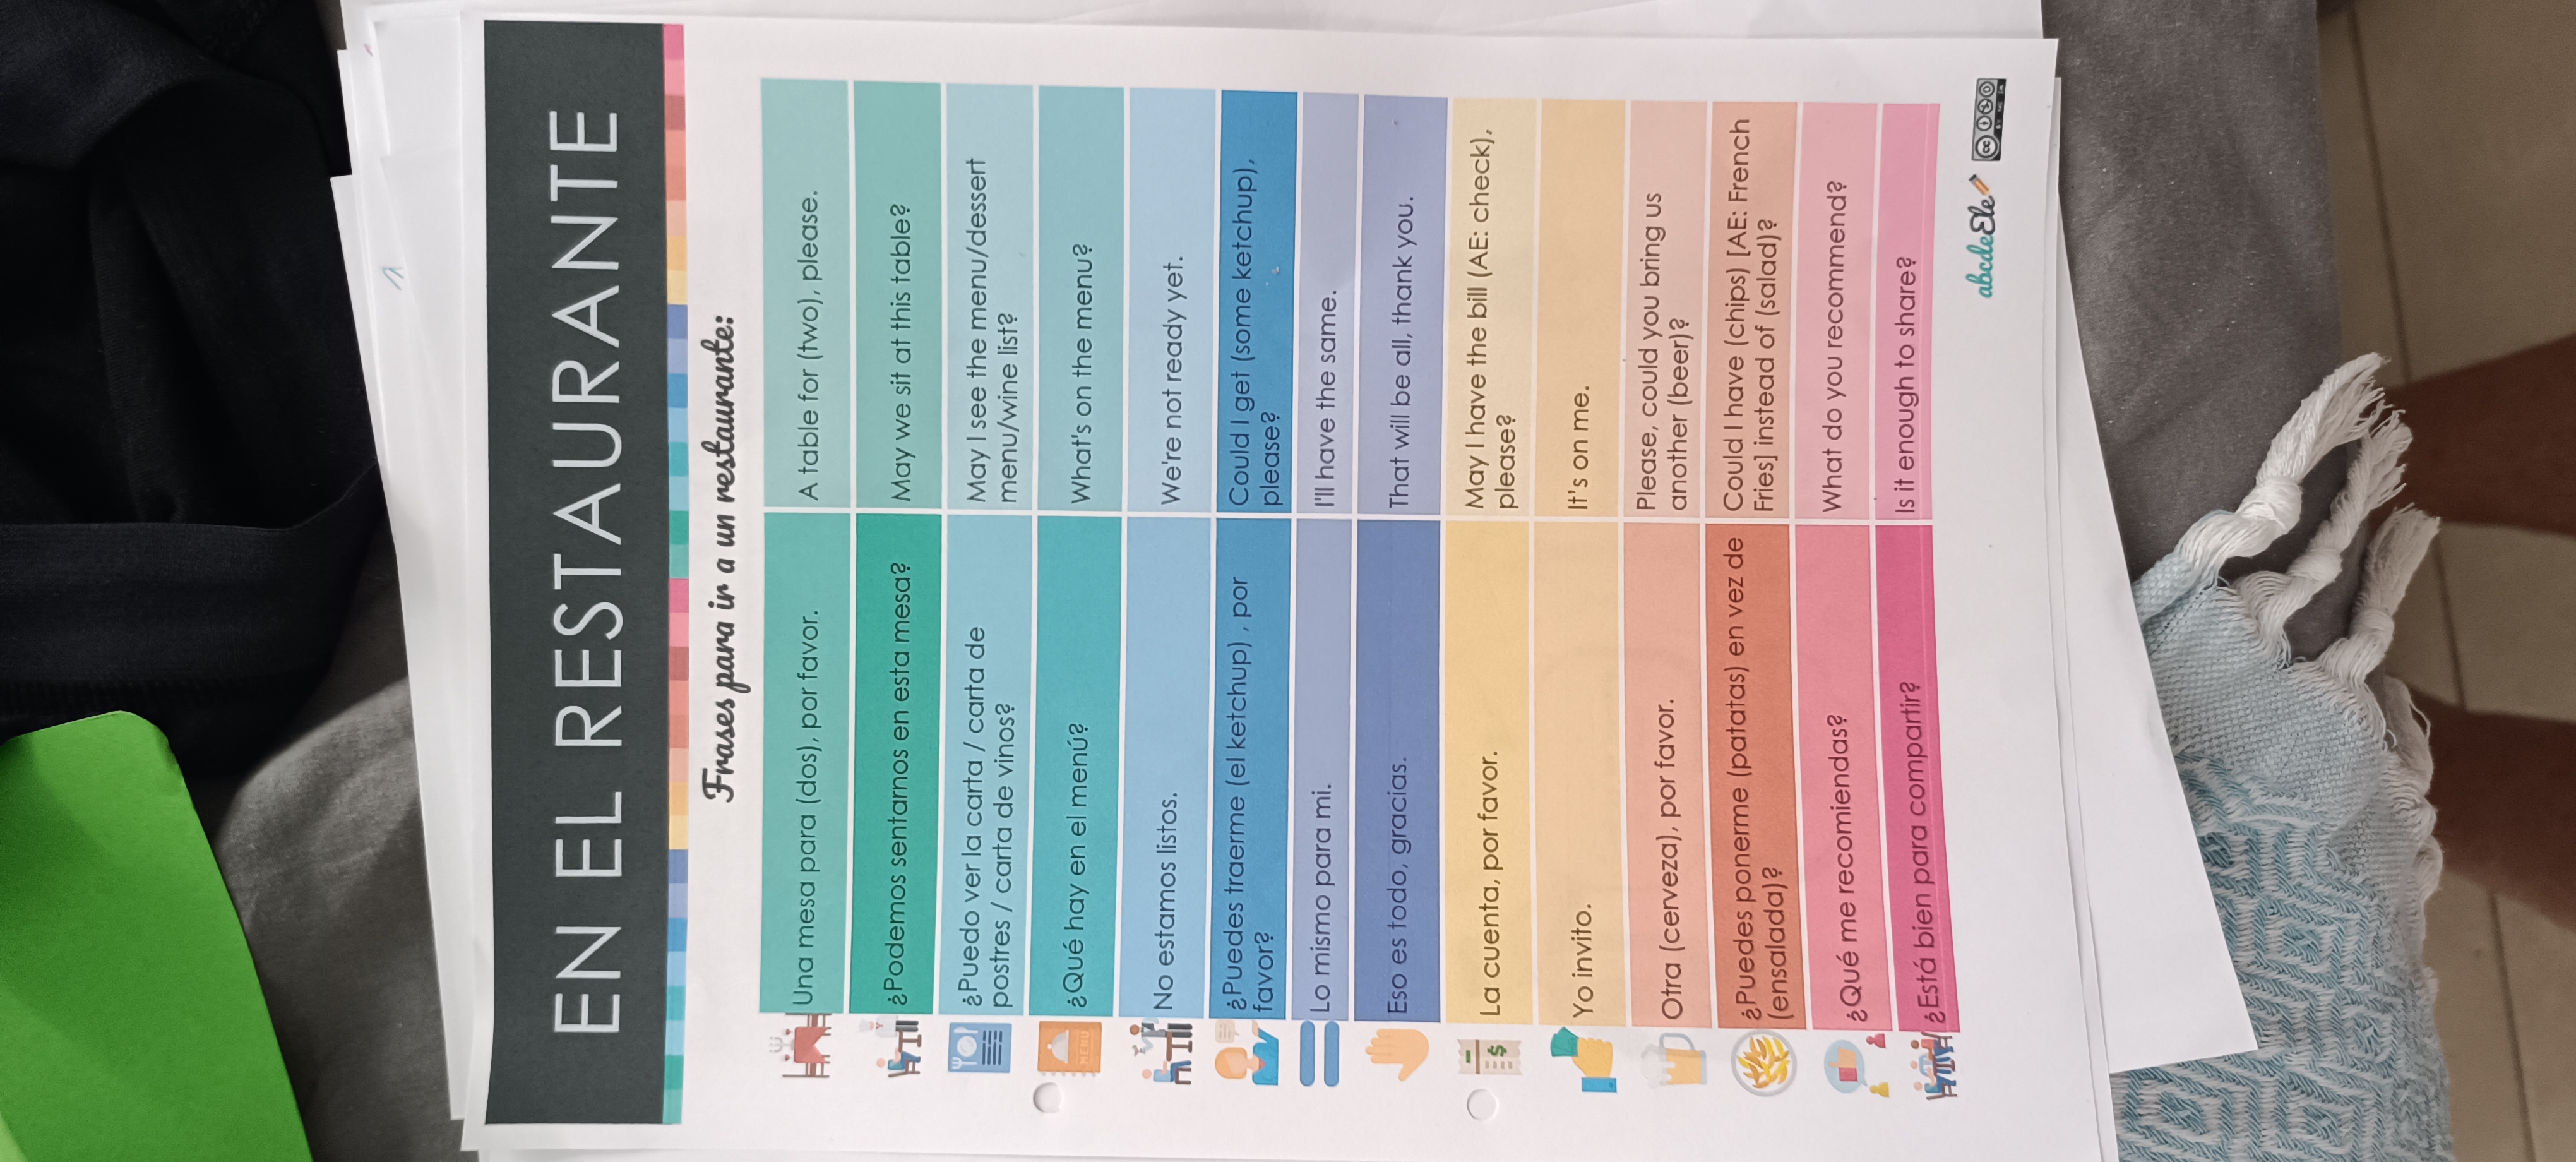 EN EL RESTAURANTE
Frases para ir a un restaurante:
Una mesa para (dos), por favor.
A table for (two), please.
¿Podemos sentarnos en esta mesa?
May we sit at this table?
¿Puedo ver la carta / carta de
postres / carta de vinos?
May I see the menu/dessert
menu/wine list?
¿Qué hay en el menú?
What's on the menu?
No estamos listos.
We're not ready yet.
¿Puedes traerme (el ketchup) , por
favor?
Could I get (some ketchup),
please?
Lo mismo para mi.
I'll have the same.
Eso es todo, gracias.
That will be all, thank you.
La cuenta, por favor.
May I have the bill (AE: check),
please?
Yo invito.
It's on me.
Otra (cerveza), por favor.
Please, could you bring us
another (beer)?
¿Puedes ponerme (patatas) en vez de
(ensalada)?
Could I have (chips) [AE: French
Fries] instead of (salad)?
¿Qué me recomiendas?
What do you recommend?
¿Está bien para compartir?
Is it enough to share?
MENU
abcdeEle
cc
BY NC SA